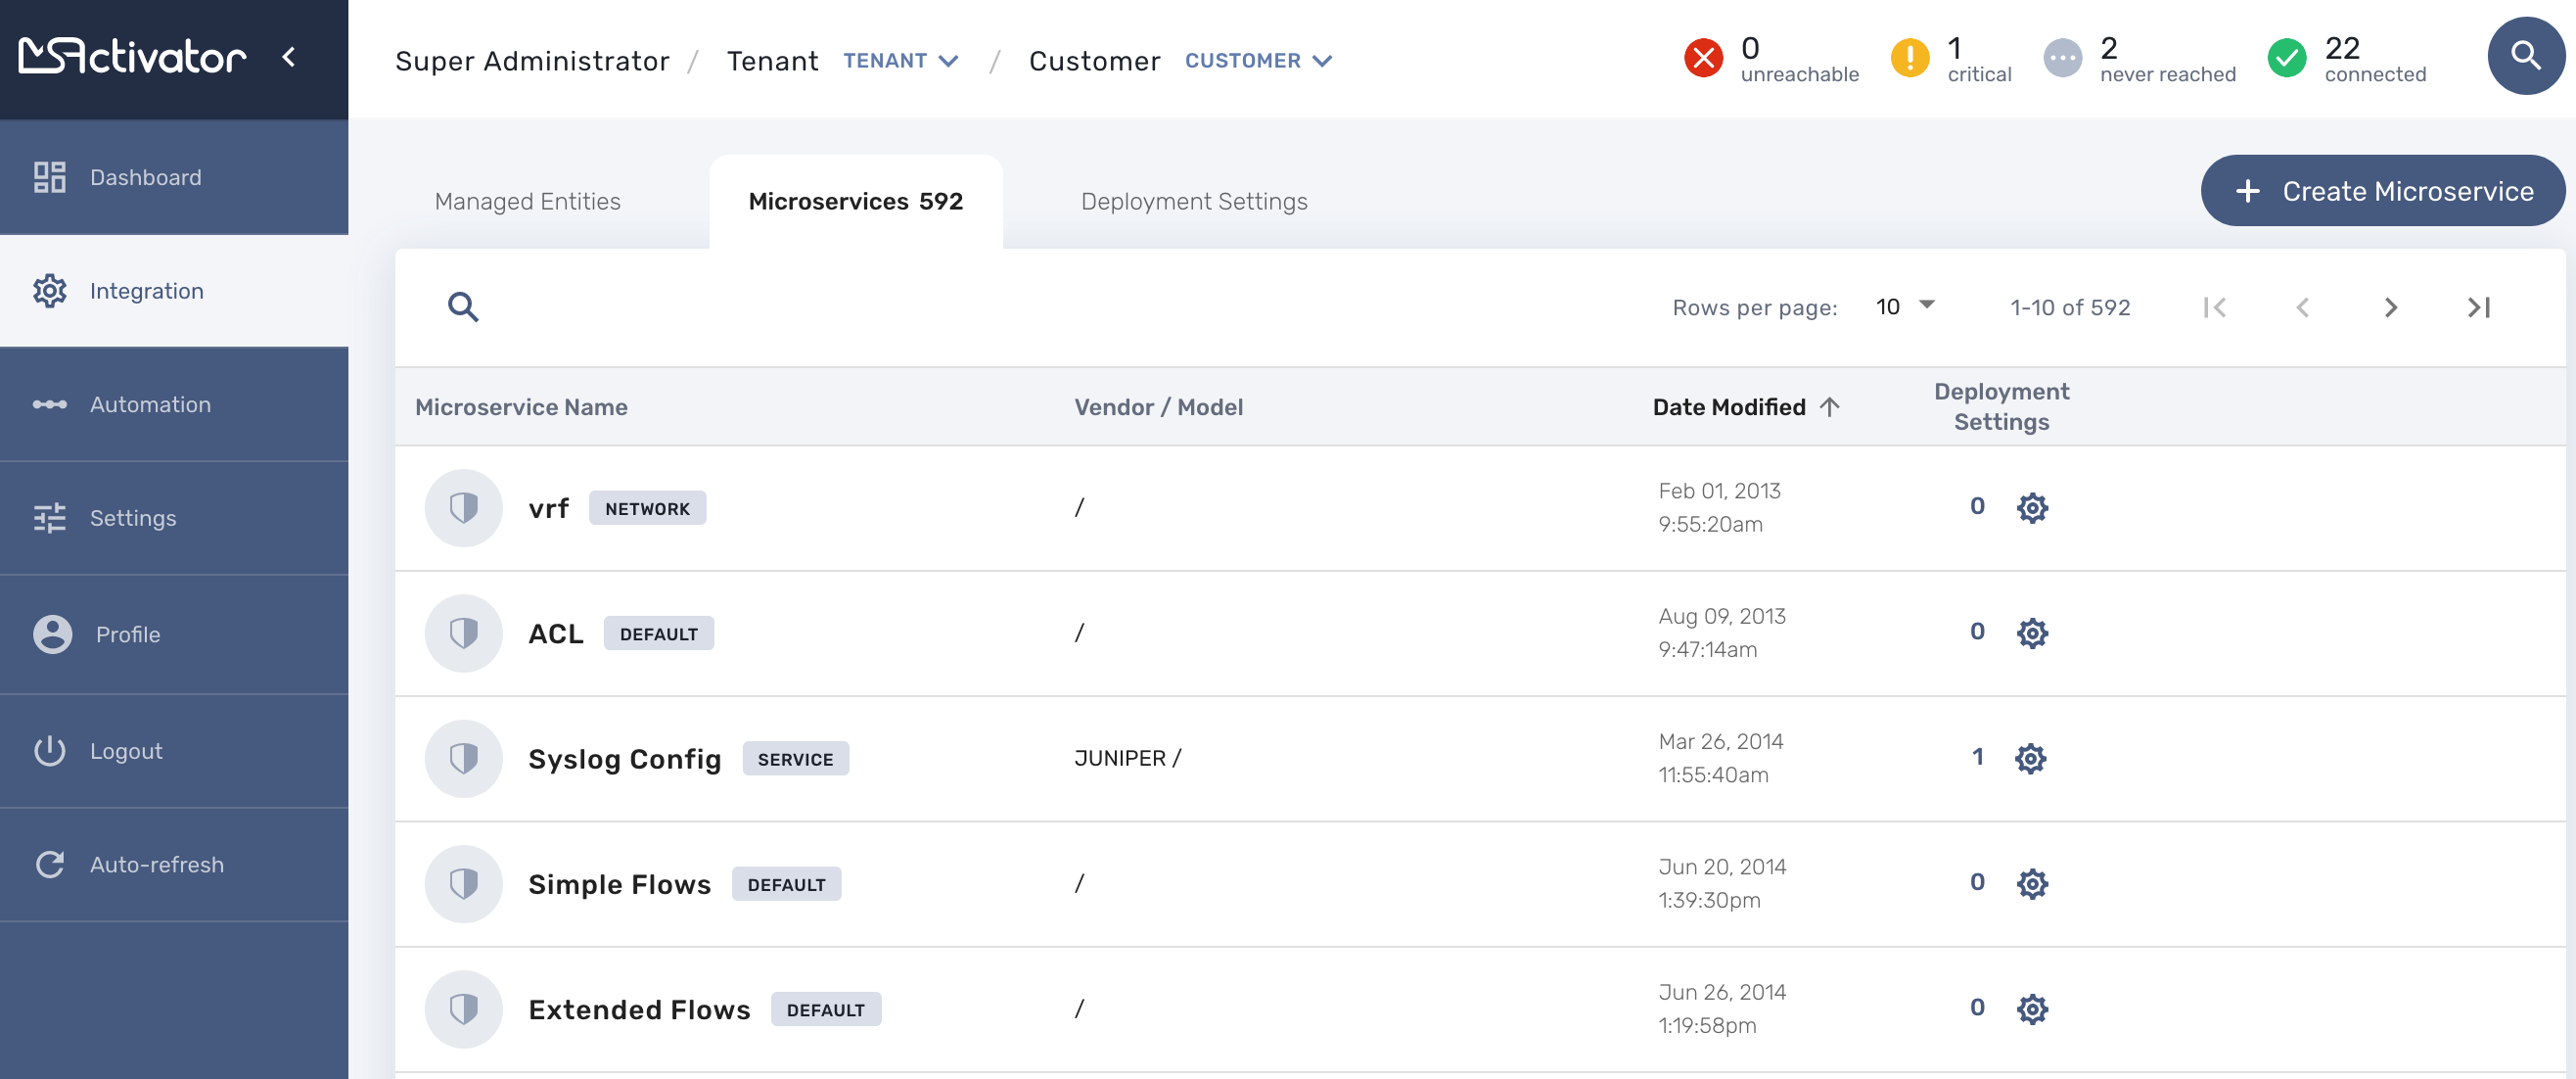 MSActivator
Super Administrator / Tenant TENANT / Customer CUSTOMER
0 unreachable
1 critical
2 never reached
22 connected
Dashboard
Integration
Automation
Settings
Profile
Logout
Auto-refresh
Managed Entities
Microservices 592
Deployment Settings
+ Create Microservice
Rows per page: 10
1-10 of 592
Microservice Name
Vendor / Model
Date Modified
Deployment
Settings
vrf NETWORK
/
Feb 01, 2013
9:55:20am
0
ACL DEFAULT
/
Aug 09, 2013
9:47:14am
0
Syslog Config SERVICE
JUNIPER /
Mar 26, 2014
11:55:40am
1
Simple Flows DEFAULT
/
Jun 20, 2014
1:39:30pm
0
Extended Flows DEFAULT
/
Jun 26, 2014
1:19:58pm
0